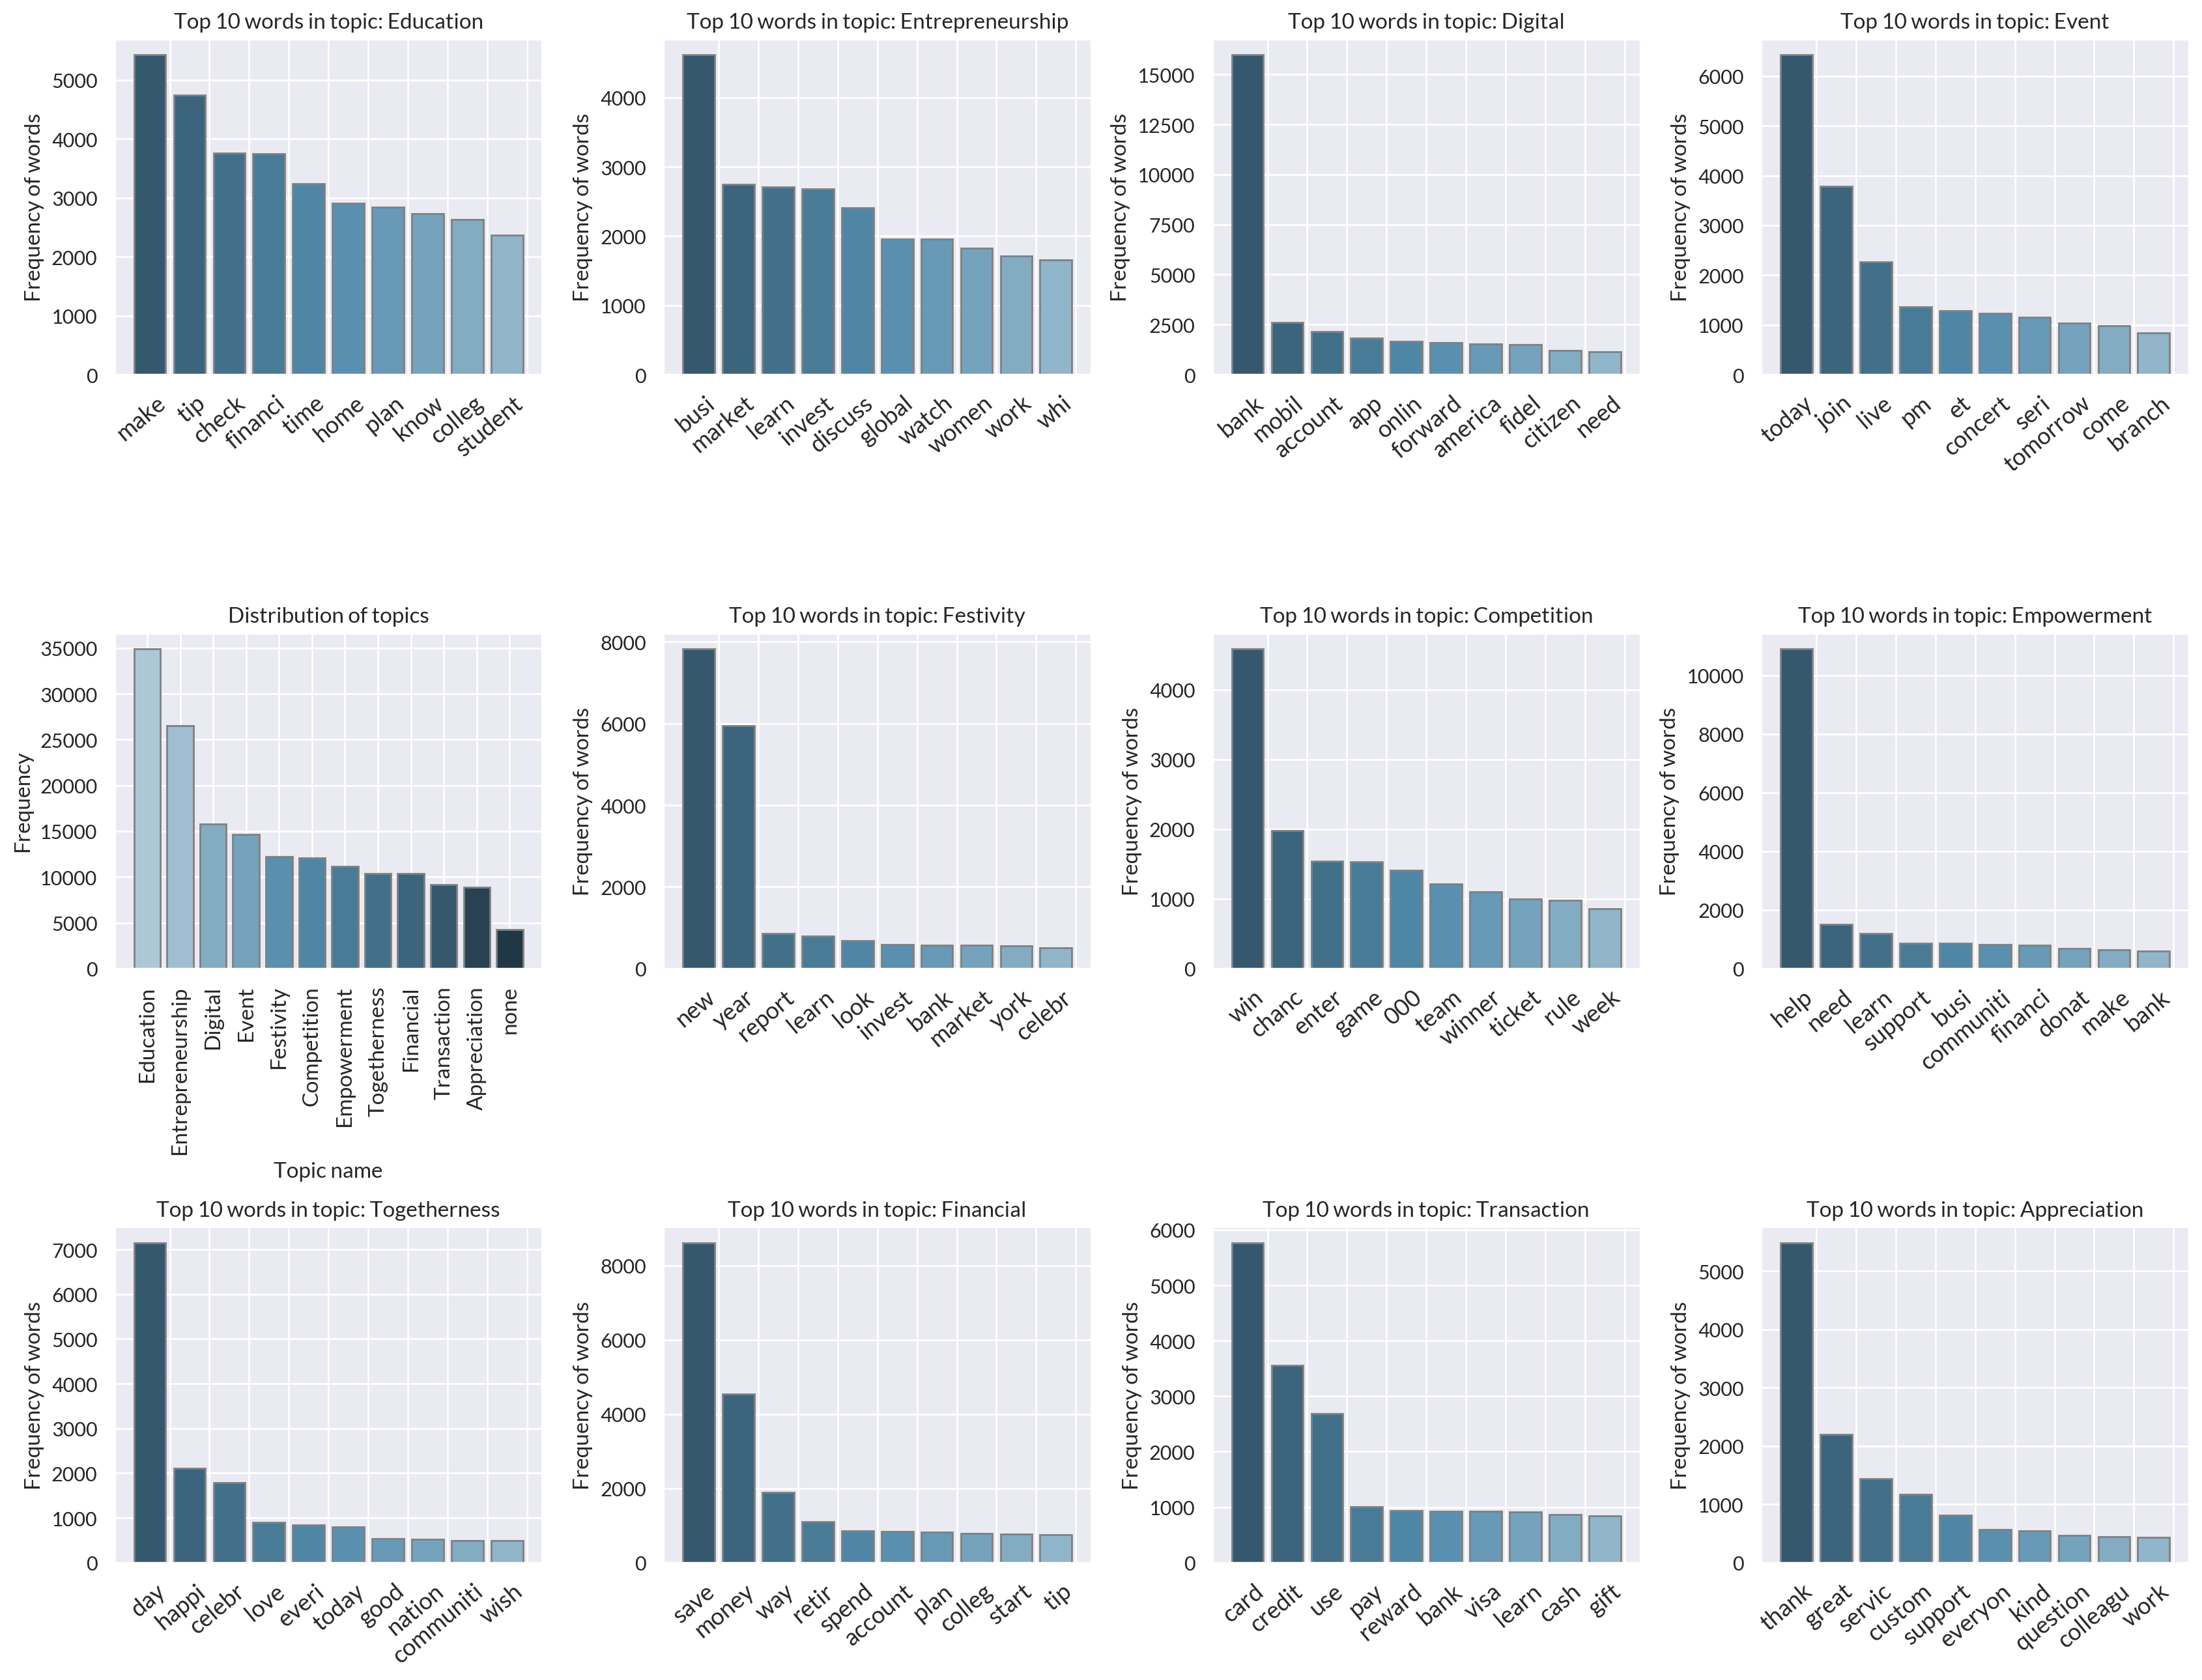 Top 10 words in topic: Education
Frequency of words
5000
4000
3000
2000
1000
0
make
tip
check
financi
time
home
plan
know
colleg
student
Top 10 words in topic: Entrepreneurship
Frequency of words
4000
3000
2000
1000
0
busi
market
learn
invest
discuss
global
watch
women
work
whi
Top 10 words in topic: Digital
Frequency of words
15000
12500
10000
7500
5000
2500
0
bank
mobil
account
app
onlin
forward
america
fidel
citizen
need
Top 10 words in topic: Event
Frequency of words
6000
5000
4000
3000
2000
1000
0
today
join
live
pm
et
concert
seri
tomorrow
come
branch
Distribution of topics
Frequency
35000
30000
25000
20000
15000
10000
5000
0
Education
Entrepreneurship
Digital
Event
Festivity
Competition
Empowerment
Togetherness
Financial
Transaction
Appreciation
none
Topic name
Top 10 words in topic: Festivity
Frequency of words
8000
6000
4000
2000
0
new
year
report
learn
look
invest
bank
market
york
celebr
Top 10 words in topic: Competition
Frequency of words
4000
3000
2000
1000
0
win
chanc
enter
game
000
team
winner
ticket
rule
week
Top 10 words in topic: Empowerment
Frequency of words
10000
8000
6000
4000
2000
0
help
need
learn
support
busi
communiti
financi
donat
make
bank
Top 10 words in topic: Togetherness
Frequency of words
7000
6000
5000
4000
3000
2000
1000
0
day
happi
celebr
love
everi
today
good
nation
communiti
wish
Top 10 words in topic: Financial
Frequency of words
8000
6000
4000
2000
0
save
money
way
retir
spend
account
plan
colleg
start
tip
Top 10 words in topic: Transaction
Frequency of words
6000
5000
4000
3000
2000
1000
0
card
credit
use
pay
reward
bank
visa
learn
cash
gift
Top 10 words in topic: Appreciation
Frequency of words
5000
4000
3000
2000
1000
0
thank
great
servic
custom
support
everyon
kind
question
colleagu
work